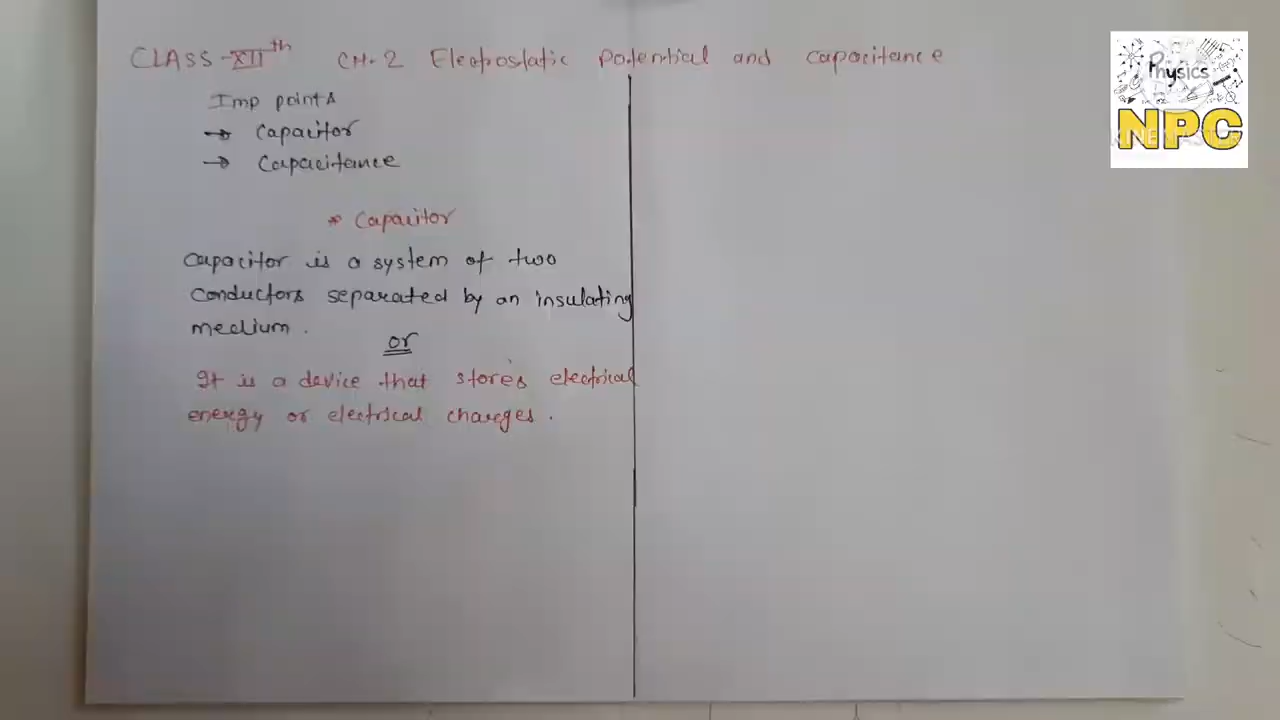 CLASS-XIIth CH.2 Electrostatic Potential and capacitance
Imp points
→ Capacitor
→ Capacitance
* Capacitor
Capacitor is a system of two
conductors separated by an insulating
medium.
or
It is a device that stores electrical
energy or electrical charges.
Physics
NPC
KINEMASTER